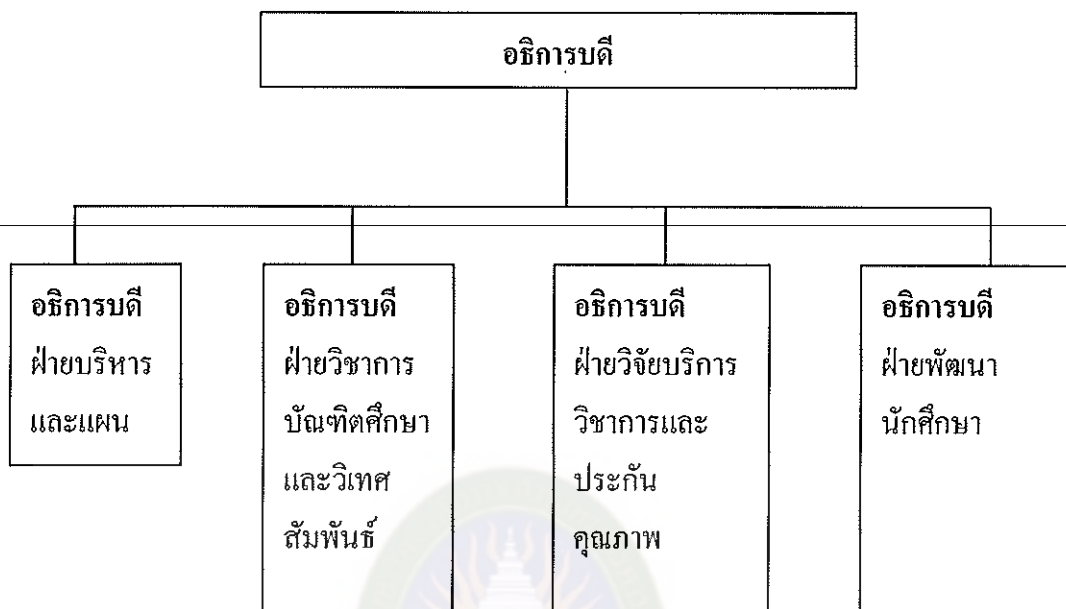 อธิการบดี
อธิการบดี
ฝ่ายบริหาร
และแผน
อธิการบดี
ฝ่ายวิชาการ
บัณฑิตศึกษา
และวิเทศ
สัมพันธ์
อธิการบดี
ฝ่ายวิจัยบริการ
วิชาการและ
ประกัน
คุณภาพ
อธิการบดี
ฝ่ายพัฒนา
นักศึกษา